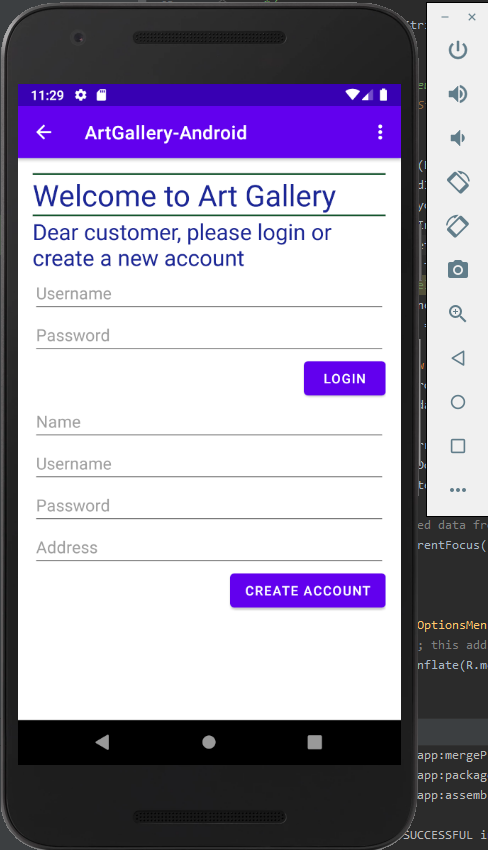 11:29
ArtGallery-Android
Welcome to Art Gallery
Dear customer, please login or
create a new account
Username
Password
LOGIN
Name
Username
Password
Address
CREATE ACCOUNT
ed data fr
rentFocus(
OptionsMen
; this add
nflate(R.m
app:mergeP
app:packag
app:assemb
SUCCESSFUL i